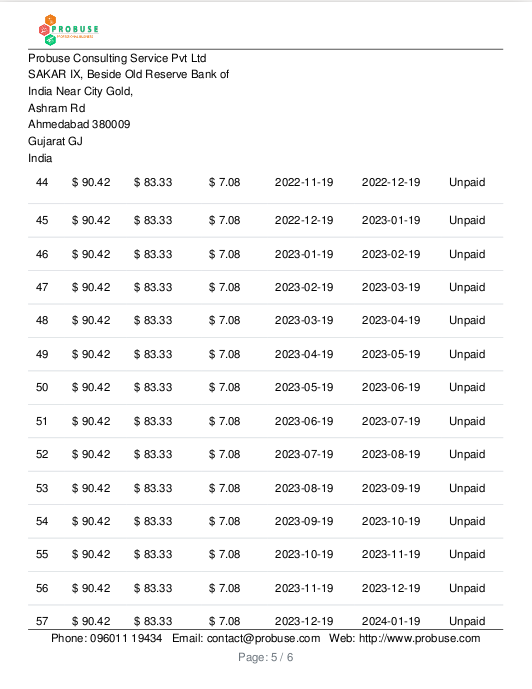 PROBUSE
Probuse Consulting Service Pvt Ltd
SAKAR IX, Beside Old Reserve Bank of
India Near City Gold,
Ashram Rd
Ahmedabad 380009
Gujarat GJ
India
44 $ 90.42 $ 83.33 $ 7.08 2022-11-19 2022-12-19 Unpaid
45 $ 90.42 $ 83.33 $ 7.08 2022-12-19 2023-01-19 Unpaid
46 $ 90.42 $ 83.33 $ 7.08 2023-01-19 2023-02-19 Unpaid
47 $ 90.42 $ 83.33 $ 7.08 2023-02-19 2023-03-19 Unpaid
48 $ 90.42 $ 83.33 $ 7.08 2023-03-19 2023-04-19 Unpaid
49 $ 90.42 $ 83.33 $ 7.08 2023-04-19 2023-05-19 Unpaid
50 $ 90.42 $ 83.33 $ 7.08 2023-05-19 2023-06-19 Unpaid
51 $ 90.42 $ 83.33 $ 7.08 2023-06-19 2023-07-19 Unpaid
52 $ 90.42 $ 83.33 $ 7.08 2023-07-19 2023-08-19 Unpaid
53 $ 90.42 $ 83.33 $ 7.08 2023-08-19 2023-09-19 Unpaid
54 $ 90.42 $ 83.33 $ 7.08 2023-09-19 2023-10-19 Unpaid
55 $ 90.42 $ 83.33 $ 7.08 2023-10-19 2023-11-19 Unpaid
56 $ 90.42 $ 83.33 $ 7.08 2023-11-19 2023-12-19 Unpaid
57 $ 90.42 $ 83.33 $ 7.08 2023-12-19 2024-01-19 Unpaid
Phone: 096011 19434 Email: contact@probuse.com Web: http://www.probuse.com
Page: 5 / 6